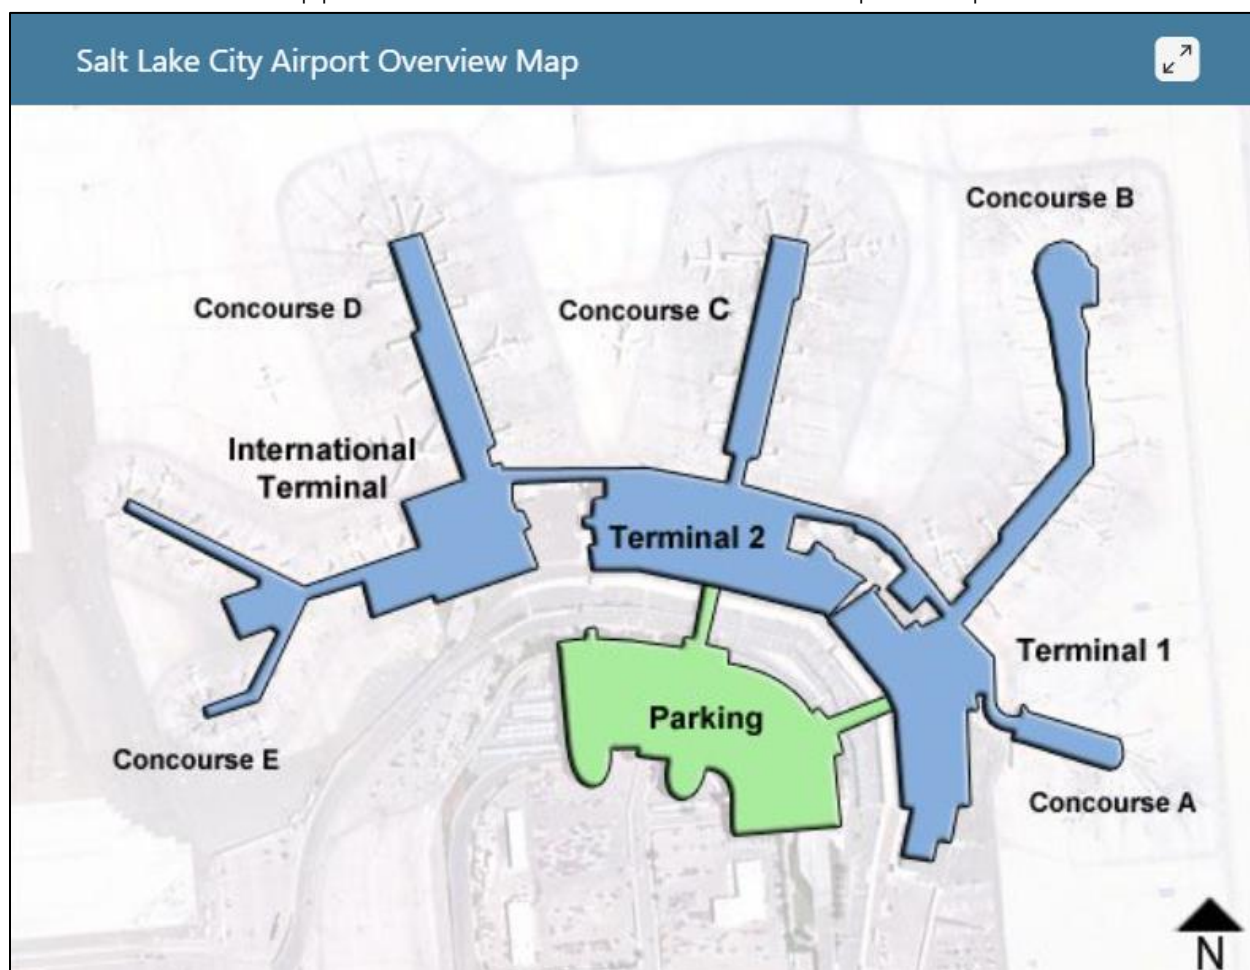 Salt Lake City Airport Overview Map
Concourse B
Concourse D
Concourse C
International
Terminal
Terminal 2
Terminal 1
Parking
Concourse E
Concourse A
N